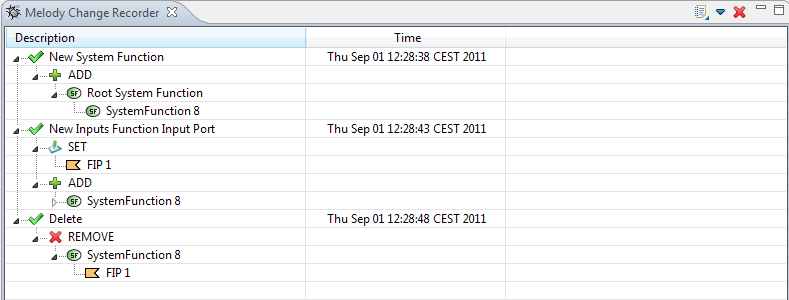 Melody Change Recorder
Description Time
New System Function Thu Sep 01 12:28:38 CEST 2011
ADD
SF Root System Function
SF SystemFunction 8
New Inputs Function Input Port Thu Sep 01 12:28:43 CEST 2011
SET
FIP 1
ADD
SF SystemFunction 8
Delete Thu Sep 01 12:28:48 CEST 2011
REMOVE
SF SystemFunction 8
FIP 1